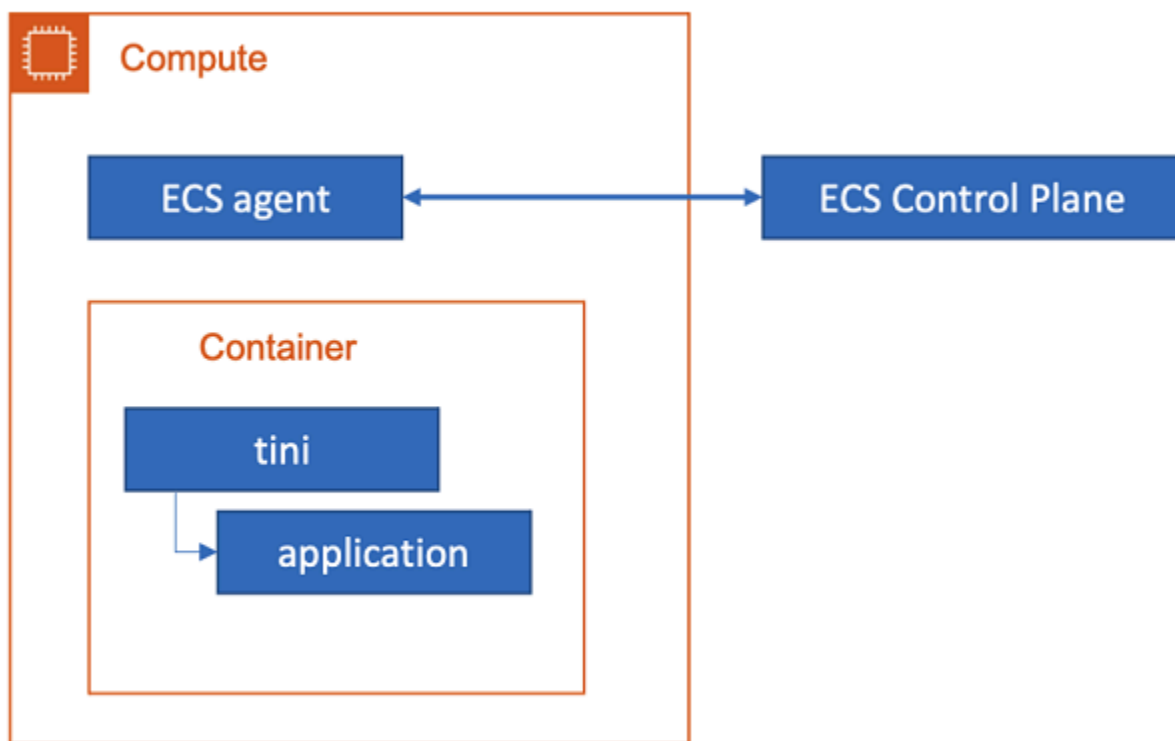 Compute
ECS agent
ECS Control Plane
Container
tini
application